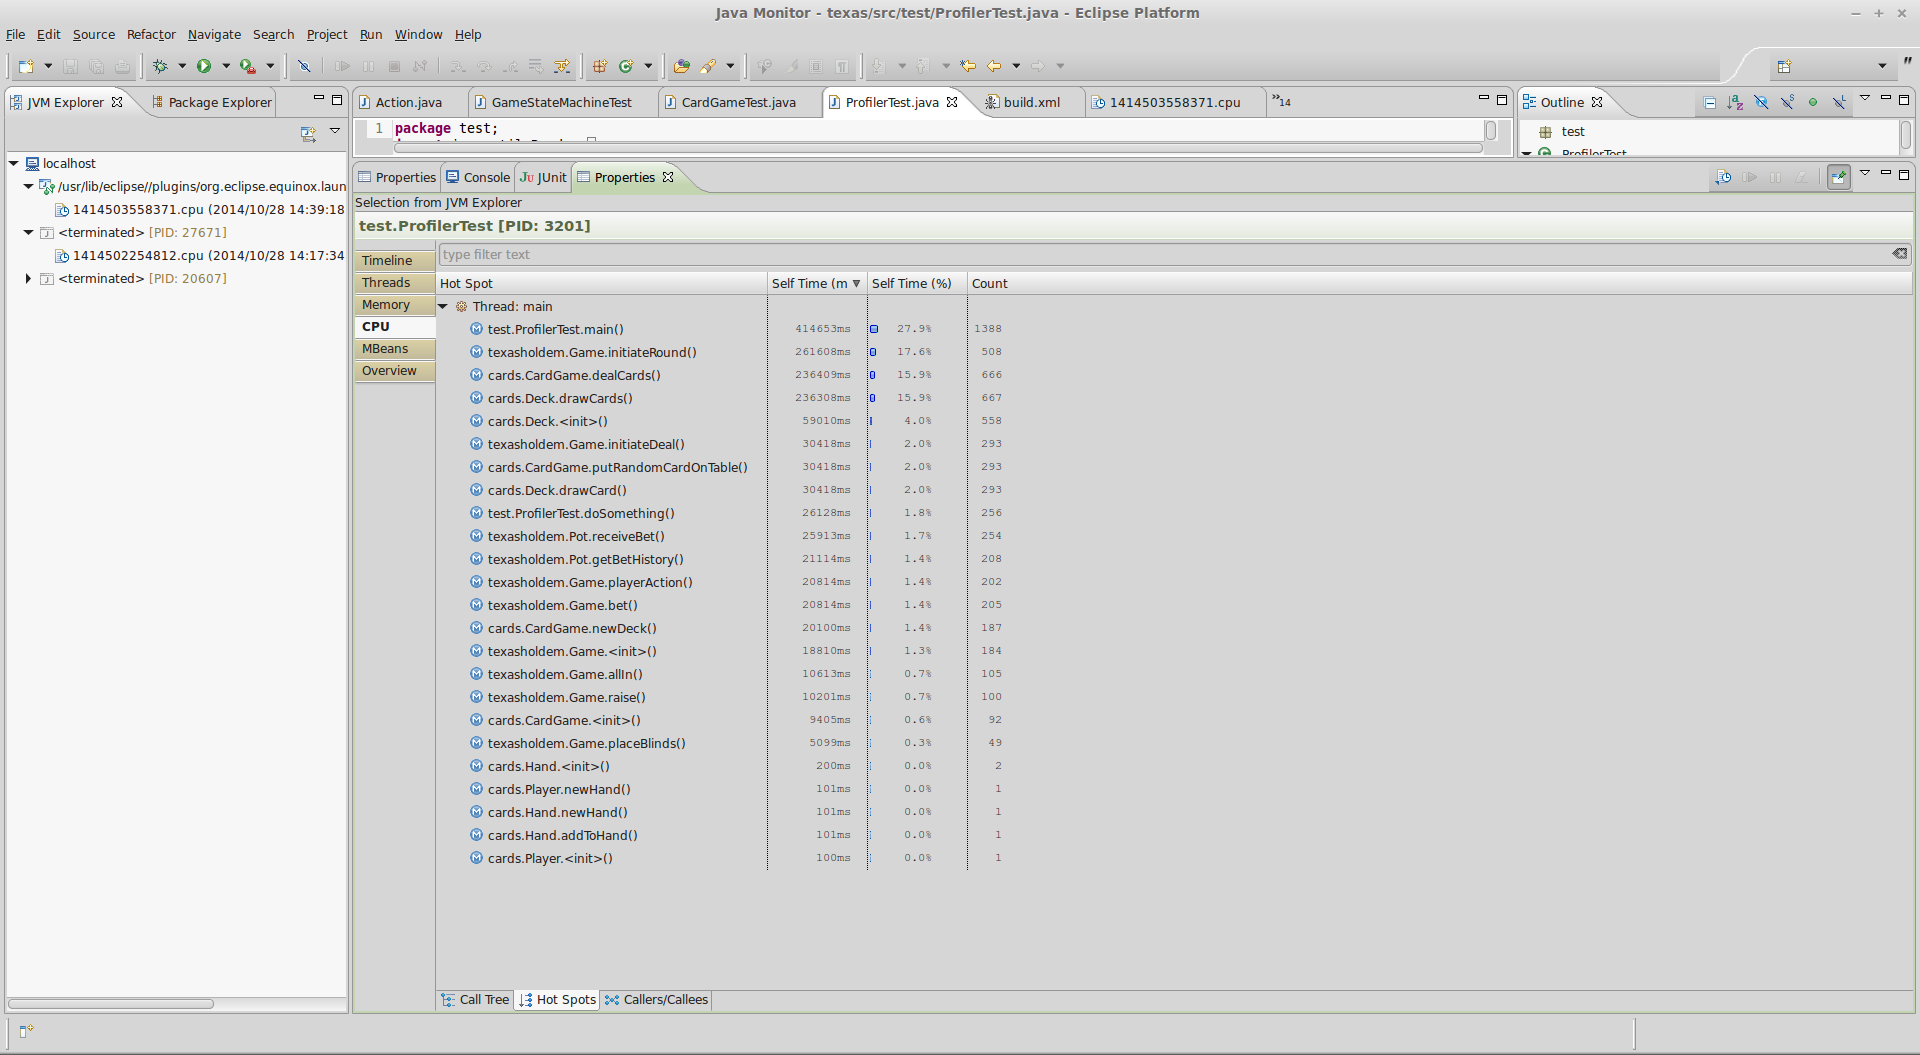 Java Monitor - texas/src/test/ProfilerTest.java - Eclipse Platform
File Edit Source Refactor Navigate Search Project Run Window Help
JVM Explorer Package Explorer
localhost
/usr/lib/eclipse//plugins/org.eclipse.equinox.laun
1414503558371.cpu (2014/10/28 14:39:18
<terminated> [PID: 27671]
1414502254812.cpu (2014/10/28 14:17:34
<terminated> [PID: 20607]
Action.java GameStateMachineTest CardGameTest.java ProfilerTest.java build.xml 1414503558371.cpu »14
1 package test;
Outline
test
ProfilerTest
Properties Console JUnit Properties
Selection from JVM Explorer
test.ProfilerTest [PID: 3201]
Timeline
Threads
Memory
CPU
MBeans
Overview
type filter text
Hot Spot Self Time (m Self Time (%) Count
Thread: main
test.ProfilerTest.main() 414653ms 27.9% 1388
texasholdem.Game.initiateRound() 261608ms 17.6% 508
cards.CardGame.dealCards() 236409ms 15.9% 666
cards.Deck.drawCards() 236308ms 15.9% 667
cards.Deck.<init>() 59010ms 4.0% 558
texasholdem.Game.initiateDeal() 30418ms 2.0% 293
cards.CardGame.putRandomCardOnTable() 30418ms 2.0% 293
cards.Deck.drawCard() 30418ms 2.0% 293
test.ProfilerTest.doSomething() 26128ms 1.8% 256
texasholdem.Pot.receiveBet() 25913ms 1.7% 254
texasholdem.Pot.getBetHistory() 21114ms 1.4% 208
texasholdem.Game.playerAction() 20814ms 1.4% 202
texasholdem.Game.bet() 20814ms 1.4% 205
cards.CardGame.newDeck() 20100ms 1.4% 187
texasholdem.Game.<init>() 18810ms 1.3% 184
texasholdem.Game.allIn() 10613ms 0.7% 105
texasholdem.Game.raise() 10201ms 0.7% 100
cards.CardGame.<init>() 9405ms 0.6% 92
texasholdem.Game.placeBlinds() 5099ms 0.3% 49
cards.Hand.<init>() 200ms 0.0% 2
cards.Player.newHand() 101ms 0.0% 1
cards.Hand.newHand() 101ms 0.0% 1
cards.Hand.addToHand() 101ms 0.0% 1
cards.Player.<init>() 100ms 0.0% 1
Call Tree Hot Spots Callers/Callees